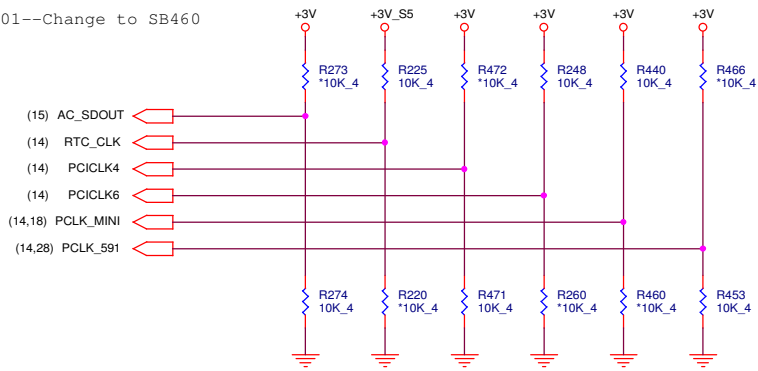 01--Change to SB460
+3V +3V_S5 +3V +3V +3V +3V
R273 R225 R472 R248 R440 R466
*10K_4 10K_4 *10K_4 10K_4 10K_4 *10K_4
(15) AC_SDOUT
(14) RTC_CLK
(14) PCICLK4
(14) PCICLK6
(14,18) PCLK_MINI
(14,28) PCLK_591
R274 R220 R471 R260 R460 R453
10K_4 *10K_4 10K_4 *10K_4 *10K_4 10K_4